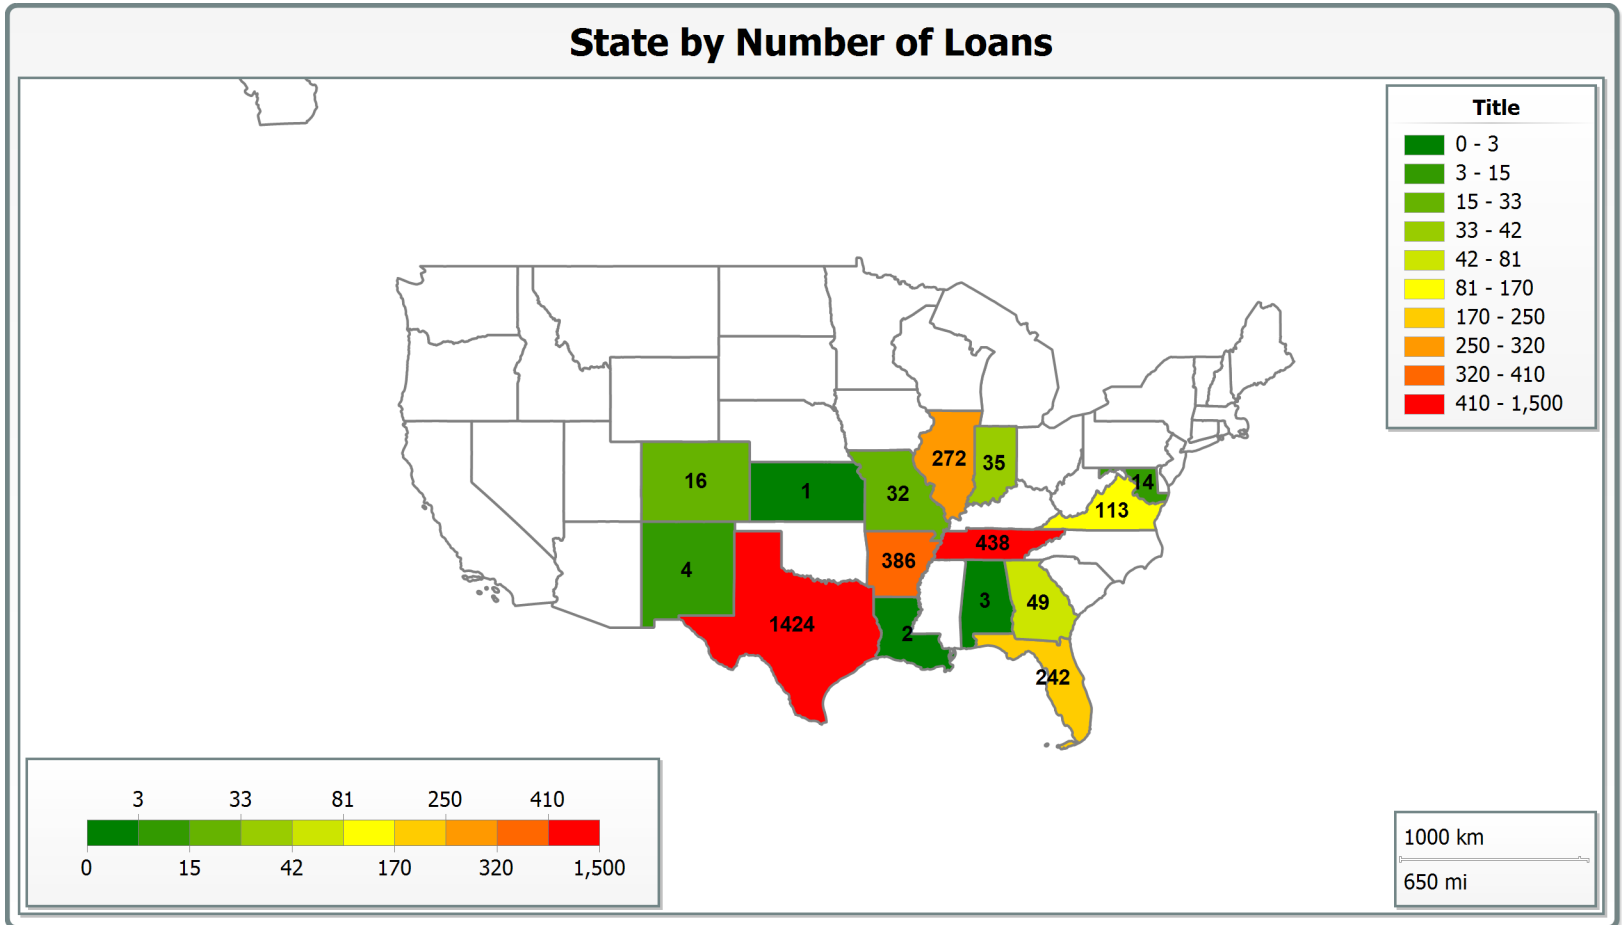 State by Number of Loans
Title
0 - 3
3 - 15
15 - 33
33 - 42
42 - 81
81 - 170
170 - 250
250 - 320
320 - 410
410 - 1,500
272
35
16
1
32
14
113
438
386
4
3
49
1424
2
242
3 33 81 250 410
0 15 42 170 320 1,500
1000 km
650 mi